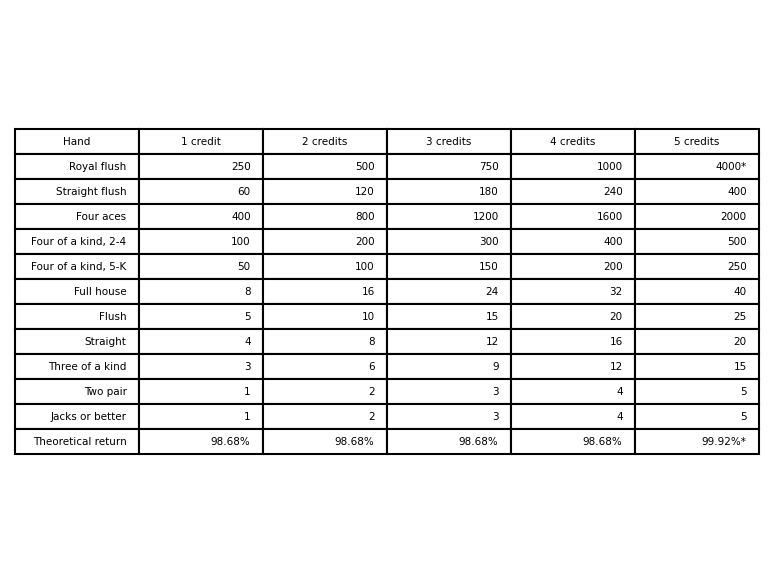 Hand 1 credit 2 credits 3 credits 4 credits 5 credits
Royal flush 250 500 750 1000 4000*
Straight flush 60 120 180 240 400
Four aces 400 800 1200 1600 2000
Four of a kind, 2-4 100 200 300 400 500
Four of a kind, 5-K 50 100 150 200 250
Full house 8 16 24 32 40
Flush 5 10 15 20 25
Straight 4 8 12 16 20
Three of a kind 3 6 9 12 15
Two pair 1 2 3 4 5
Jacks or better 1 2 3 4 5
Theoretical return 98.68% 98.68% 98.68% 98.68% 99.92%*